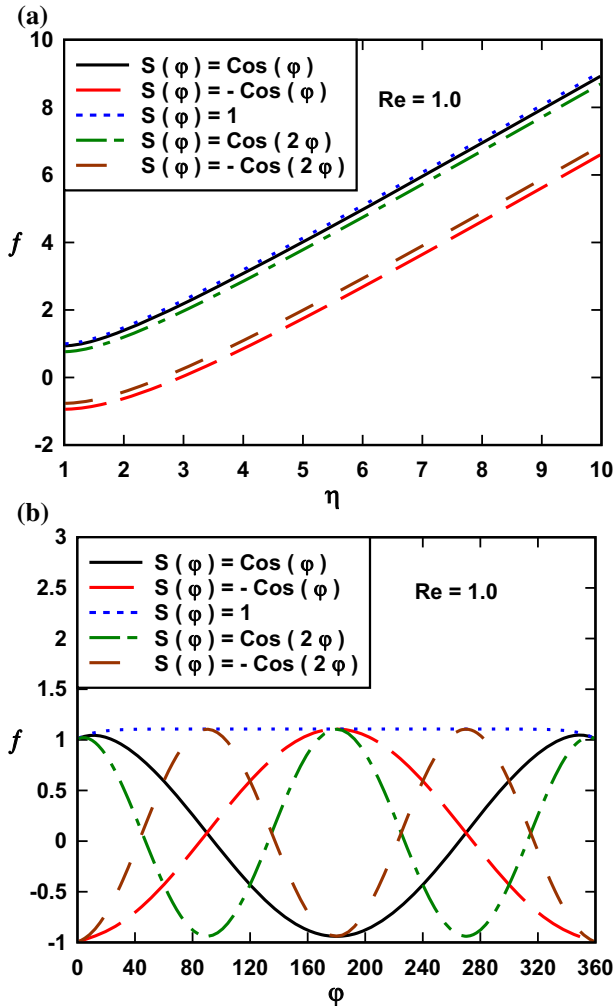 (a)
10
8
6
4
2
0
-2
f
S ( φ ) = Cos ( φ )
S ( φ ) = - Cos ( φ )
S ( φ ) = 1
S ( φ ) = Cos ( 2 φ )
S ( φ ) = - Cos ( 2 φ )
Re = 1.0
1 2 3 4 5 6 7 8 9 10
η
(b)
3
2.5
2
1.5
1
0.5
0
-0.5
-1
f
S ( φ ) = Cos ( φ )
S ( φ ) = - Cos ( φ )
S ( φ ) = 1
S ( φ ) = Cos ( 2 φ )
S ( φ ) = - Cos ( 2 φ )
Re = 1.0
0 40 80 120 160 200 240 280 320 360
φ